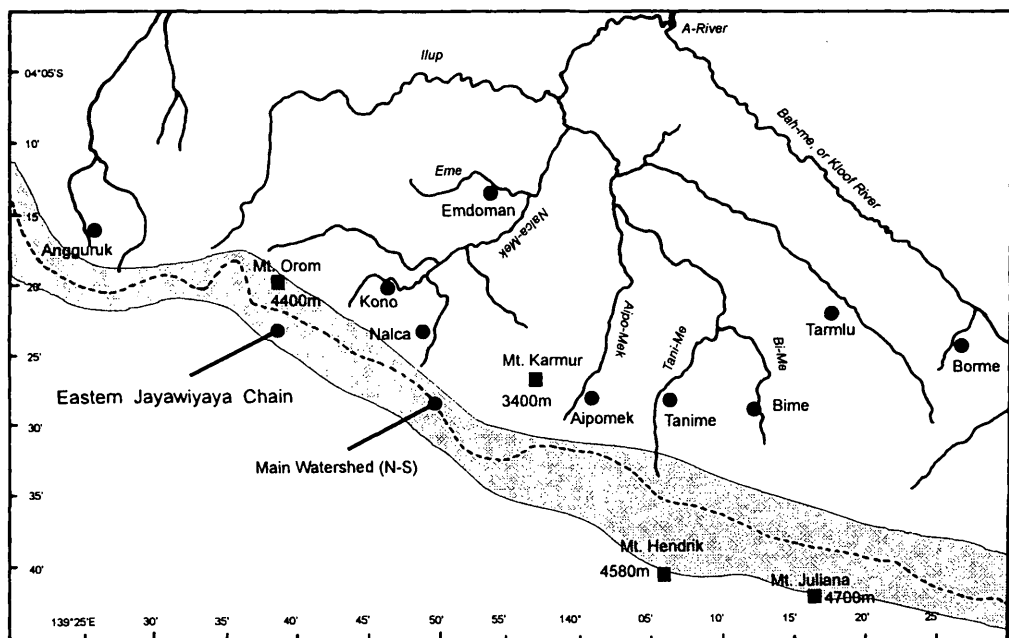 A-River
Ilup
04°05'S
Bah-me, or Kloof River
10'
Eme
Emdoman
15'
Angguruk
Nalca-Mek
Mt. Orom
20'
4400m
Kono
Nalca
Aipo-Mek
Tani-me
Bi-Me
Tarmlu
Mt. Karmur
25'
3400m
Borme
Eastern Jayawiyaya Chain
Aipomek
Tanime
Bime
30'
Main Watershed (N-S)
35'
Mt. Hendrik
40'
4580m
Mt. Juliana
4700m
139°25'E
30'
35'
40'
45'
50'
55'
140°
05'
10'
15'
20'
25'